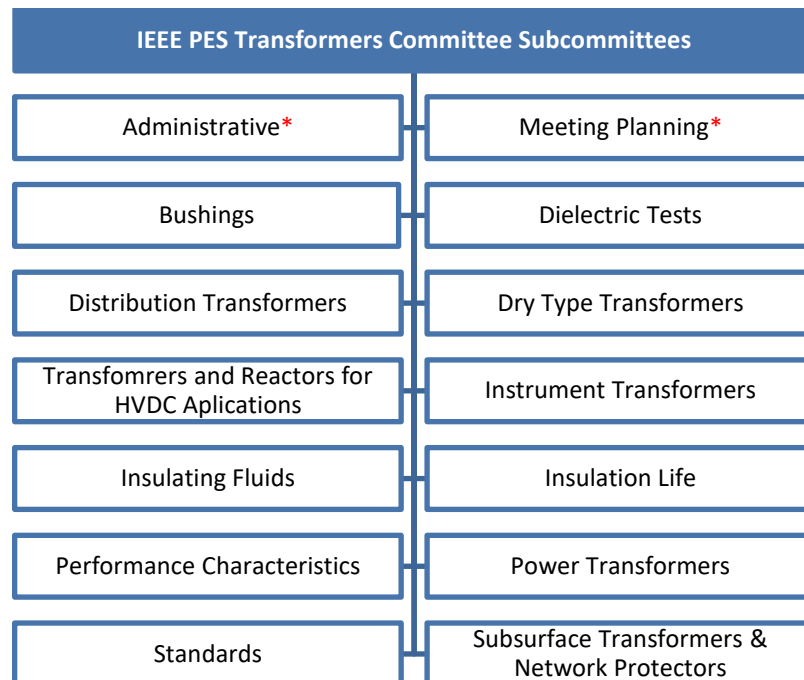 IEEE PES Transformers Committee Subcommittees
Administrative*
Meeting Planning*
Bushings
Dielectric Tests
Distribution Transformers
Dry Type Transformers
Transfomrers and Reactors for
HVDC Aplications
Instrument Transformers
Insulating Fluids
Insulation Life
Performance Characteristics
Power Transformers
Standards
Subsurface Transformers &
Network Protectors